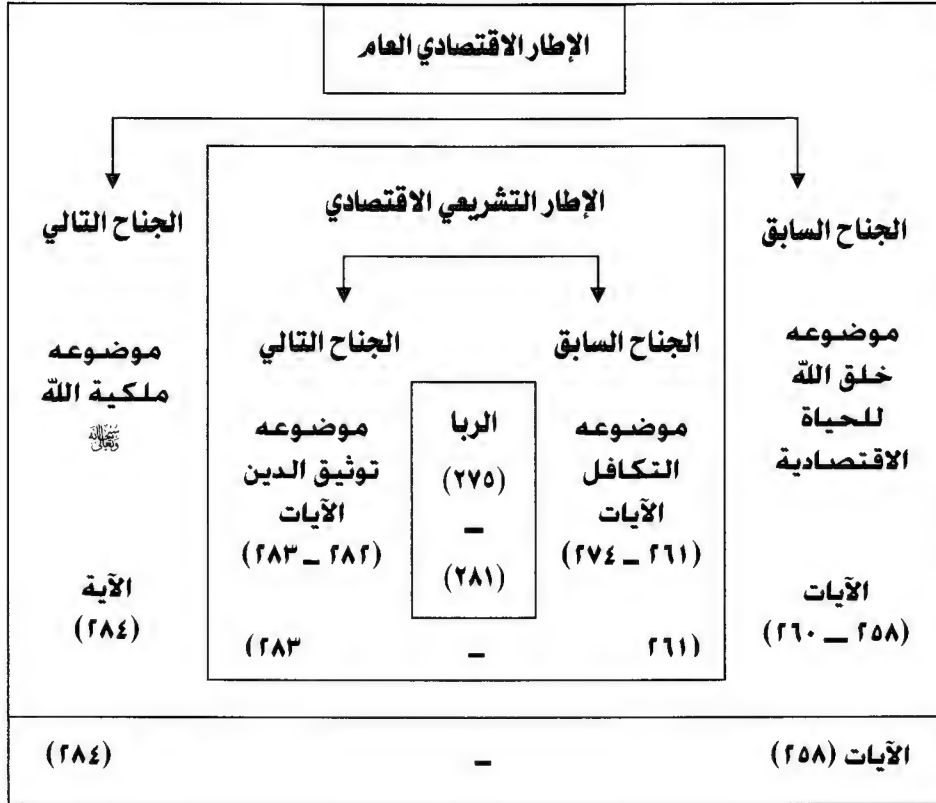 الإطار الاقتصادي العام
الإطار التشريعي الاقتصادي
الجناح السابق
موضوعه
خلق الله
للحياة
الاقتصادية
الآيات
(٢٥٨ – ٢٦٠)
الجناح السابق
موضوعه
التكافل
الآيات
(٢٦١ – ٢٧٤)
الربا
(٢٧٥)
–
(٢٨١)
الجناح التالي
موضوعه
توثيق الدين
الآيات
(٢٨٢ – ٢٨٣)
(٢٦١ – ٢٨٣)
الجناح التالي
موضوعه
ملكية الله
سبحانه وتعالى
الآية
(٢٨٤)
الآيات (٢٥٨) – (٢٨٤)